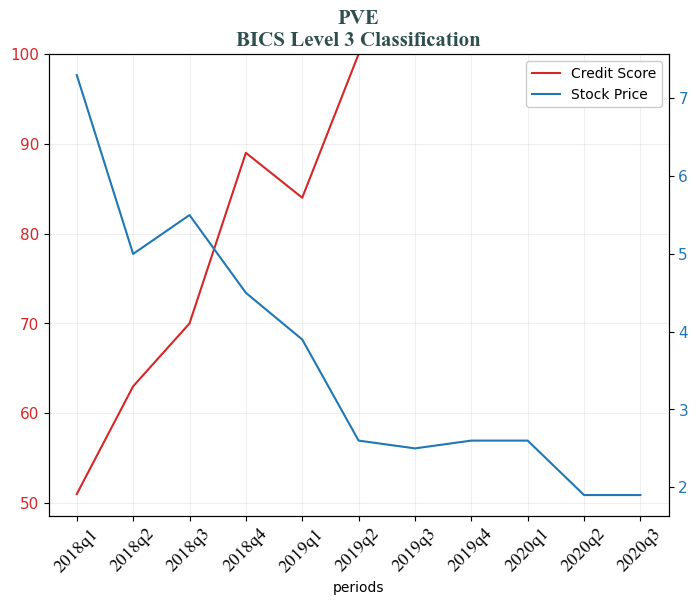 PVE
BICS Level 3 Classification
Credit Score
Stock Price
100
90
80
70
60
50
7
6
5
4
3
2
2018q1
2018q2
2018q3
2018q4
2019q1
2019q2
2019q3
2019q4
2020q1
2020q2
2020q3
periods